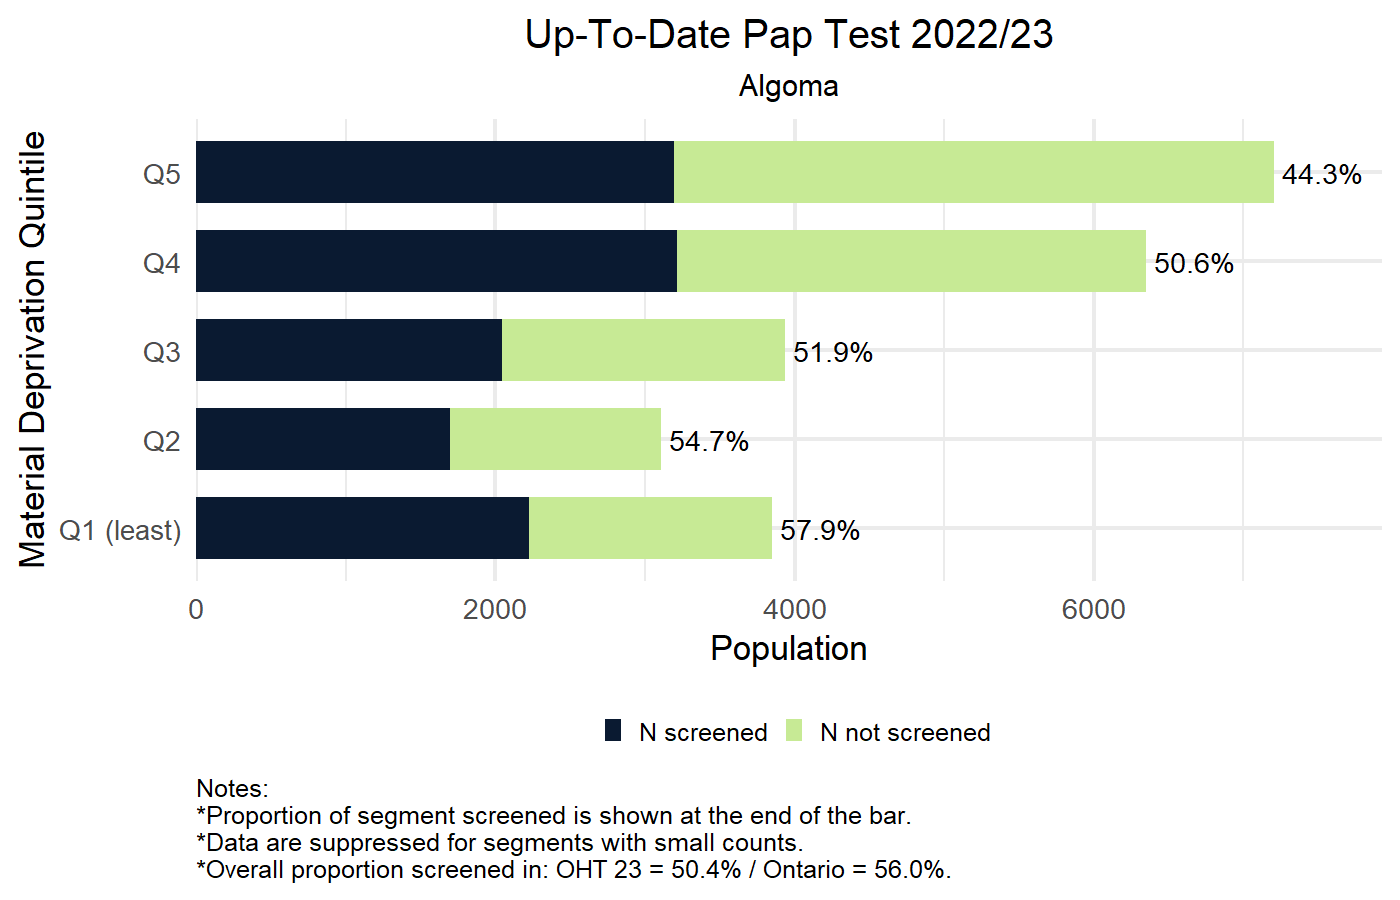 Up-To-Date Pap Test 2022/23
Algoma
Material Deprivation Quintile
Q5
44.3%
Q4
50.6%
Q3
51.9%
Q2
54.7%
Q1 (least)
57.9%
0 2000 4000 6000
Population
N screened N not screened
Notes:
*Proportion of segment screened is shown at the end of the bar.
*Data are suppressed for segments with small counts.
*Overall proportion screened in: OHT 23 = 50.4% / Ontario = 56.0%.